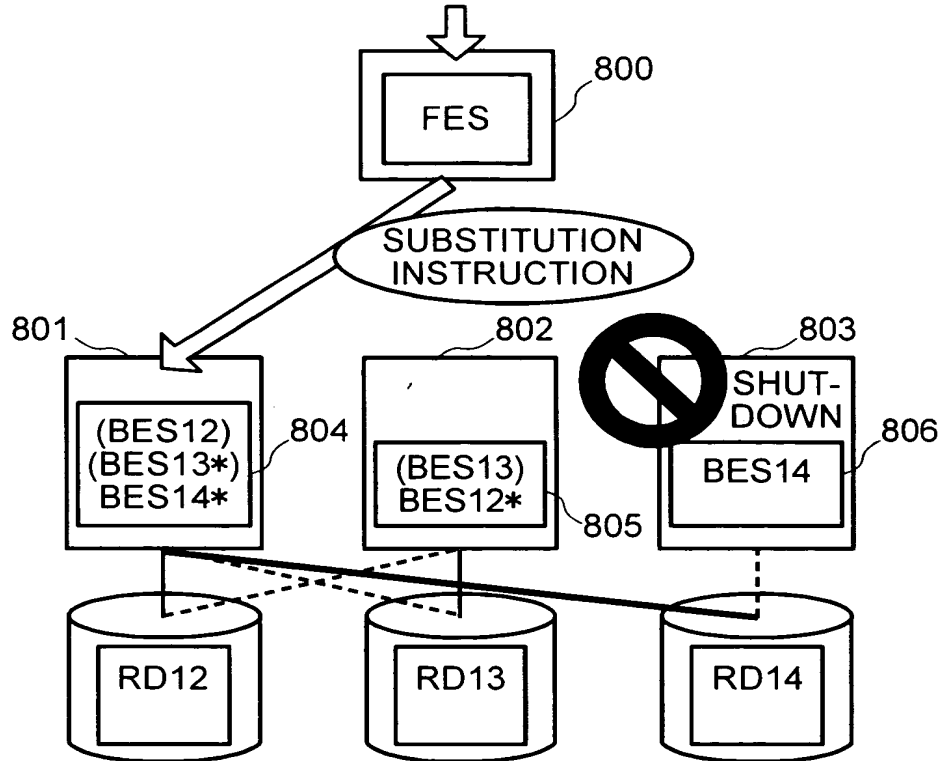 800
FES
SUBSTITUTION
INSTRUCTION
801
802
803
SHUT-
DOWN
(BES12)
(BES13*)
BES14*
804
(BES13)
BES12*
805
BES14
806
RD12
RD13
RD14